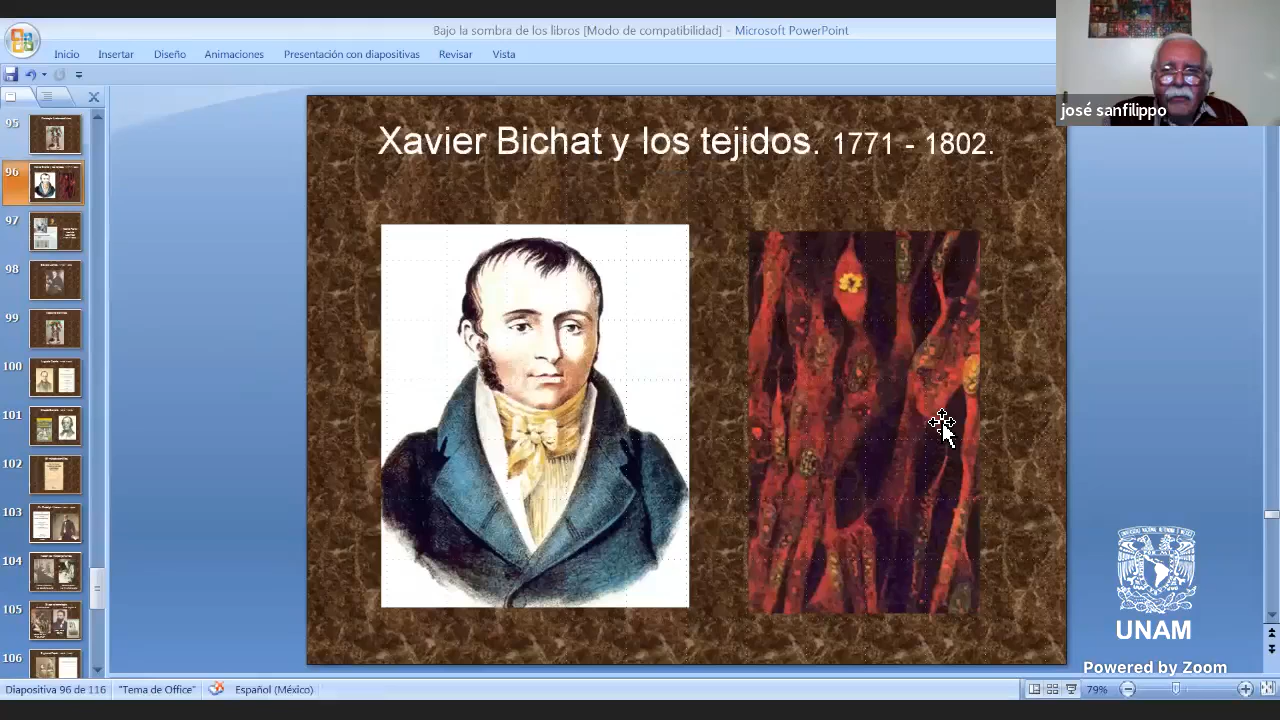 Bajo la sombra de los libros [Modo de compatibilidad] - Microsoft PowerPoint
Inicio Insertar Diseño Animaciones Presentación con diapositivas Revisar Vista
josé sanfilippo
95
96
97
98
99
100
101
102
103
104
105
106
Xavier Bichat y los tejidos. 1771 - 1802.
UNAM
Powered by Zoom
Diapositiva 96 de 116 "Tema de Office" Español (México) 79%